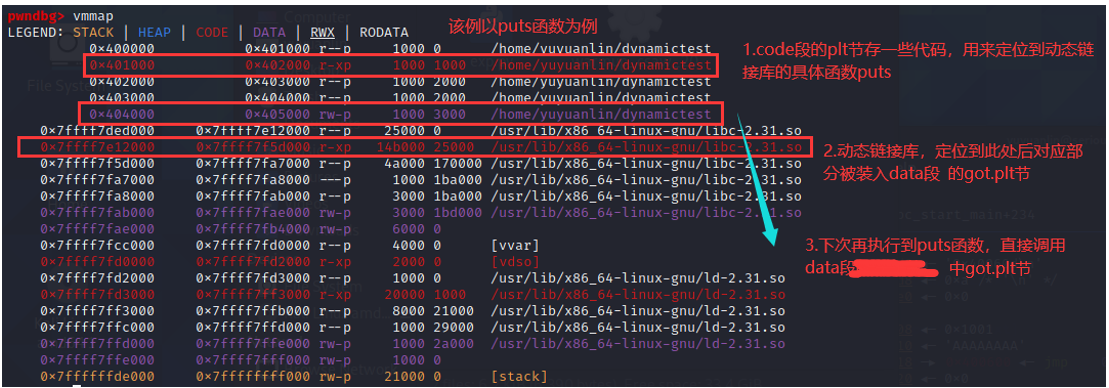 pwndbg> vmmap
LEGEND: STACK | HEAP | CODE | DATA | RWX | RODATA
该例以puts函数为例
0×400000 0×401000 r--p 1000 0 /home/yuyuanlin/dynamictest
0×401000 0×402000 r-xp 1000 1000 /home/yuyuanlin/dynamictest
0×402000 0×403000 r--p 1000 2000 /home/yuyuanlin/dynamictest
0×403000 0×404000 r--p 1000 2000 /home/yuyuanlin/dynamictest
0×404000 0×405000 rw-p 1000 3000 /home/yuyuanlin/dynamictest
0×7ffff7ded000 0×7ffff7e12000 r--p 25000 0 /usr/lib/x86_64-linux-gnu/libc-2.31.so
0×7ffff7e12000 0×7ffff7f5d000 r-xp 14b000 25000 /usr/lib/x86_64-linux-gnu/libc-2.31.so
0×7ffff7f5d000 0×7ffff7fa7000 r--p 4a000 170000 /usr/lib/x86_64-linux-gnu/libc-2.31.so
0×7ffff7fa7000 0×7ffff7fa8000 ---p 1000 1ba000 /usr/lib/x86_64-linux-gnu/libc-2.31.so
0×7ffff7fa8000 0×7ffff7fab000 r--p 3000 1ba000 /usr/lib/x86_64-linux-gnu/libc-2.31.so
0×7ffff7fab000 0×7ffff7fae000 rw-p 3000 1bd000 /usr/lib/x86_64-linux-gnu/libc-2.31.so
0×7ffff7fae000 0×7ffff7fb4000 rw-p 6000 0
0×7ffff7fcc000 0×7ffff7fd0000 r--p 4000 0 [vvar]
0×7ffff7fd0000 0×7ffff7fd2000 r-xp 2000 0 [vdso]
0×7ffff7fd2000 0×7ffff7fd3000 r--p 1000 0 /usr/lib/x86_64-linux-gnu/ld-2.31.so
0×7ffff7fd3000 0×7ffff7ff3000 r-xp 20000 1000 /usr/lib/x86_64-linux-gnu/ld-2.31.so
0×7ffff7ff3000 0×7ffff7ffb000 r--p 8000 21000 /usr/lib/x86_64-linux-gnu/ld-2.31.so
0×7ffff7ffc000 0×7ffff7ffd000 r--p 1000 29000 /usr/lib/x86_64-linux-gnu/ld-2.31.so
0×7ffff7ffd000 0×7ffff7ffe000 rw-p 1000 2a000 /usr/lib/x86_64-linux-gnu/ld-2.31.so
0×7ffff7ffe000 0×7ffff7fff000 rw-p 1000 0
0×7ffffffde000 0×7ffffffff000 rw-p 21000 0 [stack]
1.code段的plt节存一些代码，用来定位到动态链
接库的具体函数puts
2.动态链接库，定位到此处后对应部
分被装入data段 的got.plt节
3.下次再执行到puts函数，直接调用
data段 中got.plt节